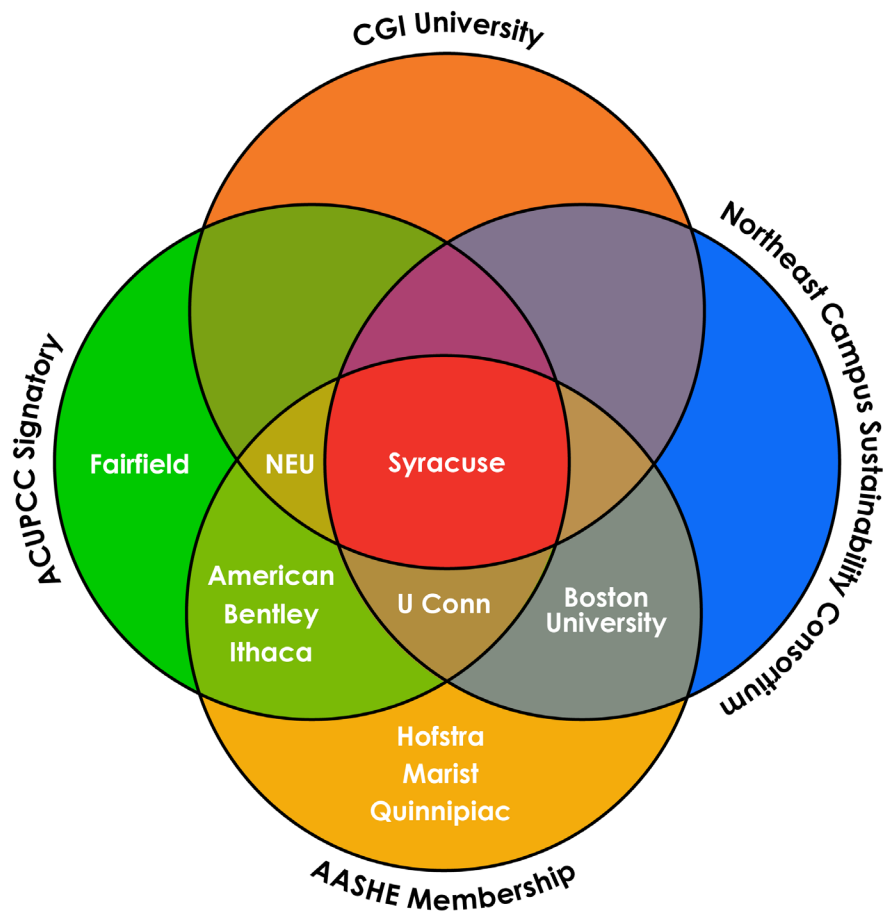 CGI University
Northeast Campus Sustainability Consortium
ACUPCC Signatory
Fairfield
NEU
Syracuse
American
Bentley
Ithaca
U Conn
Boston
University
Hofstra
Marist
Quinnipiac
AASHE Membership